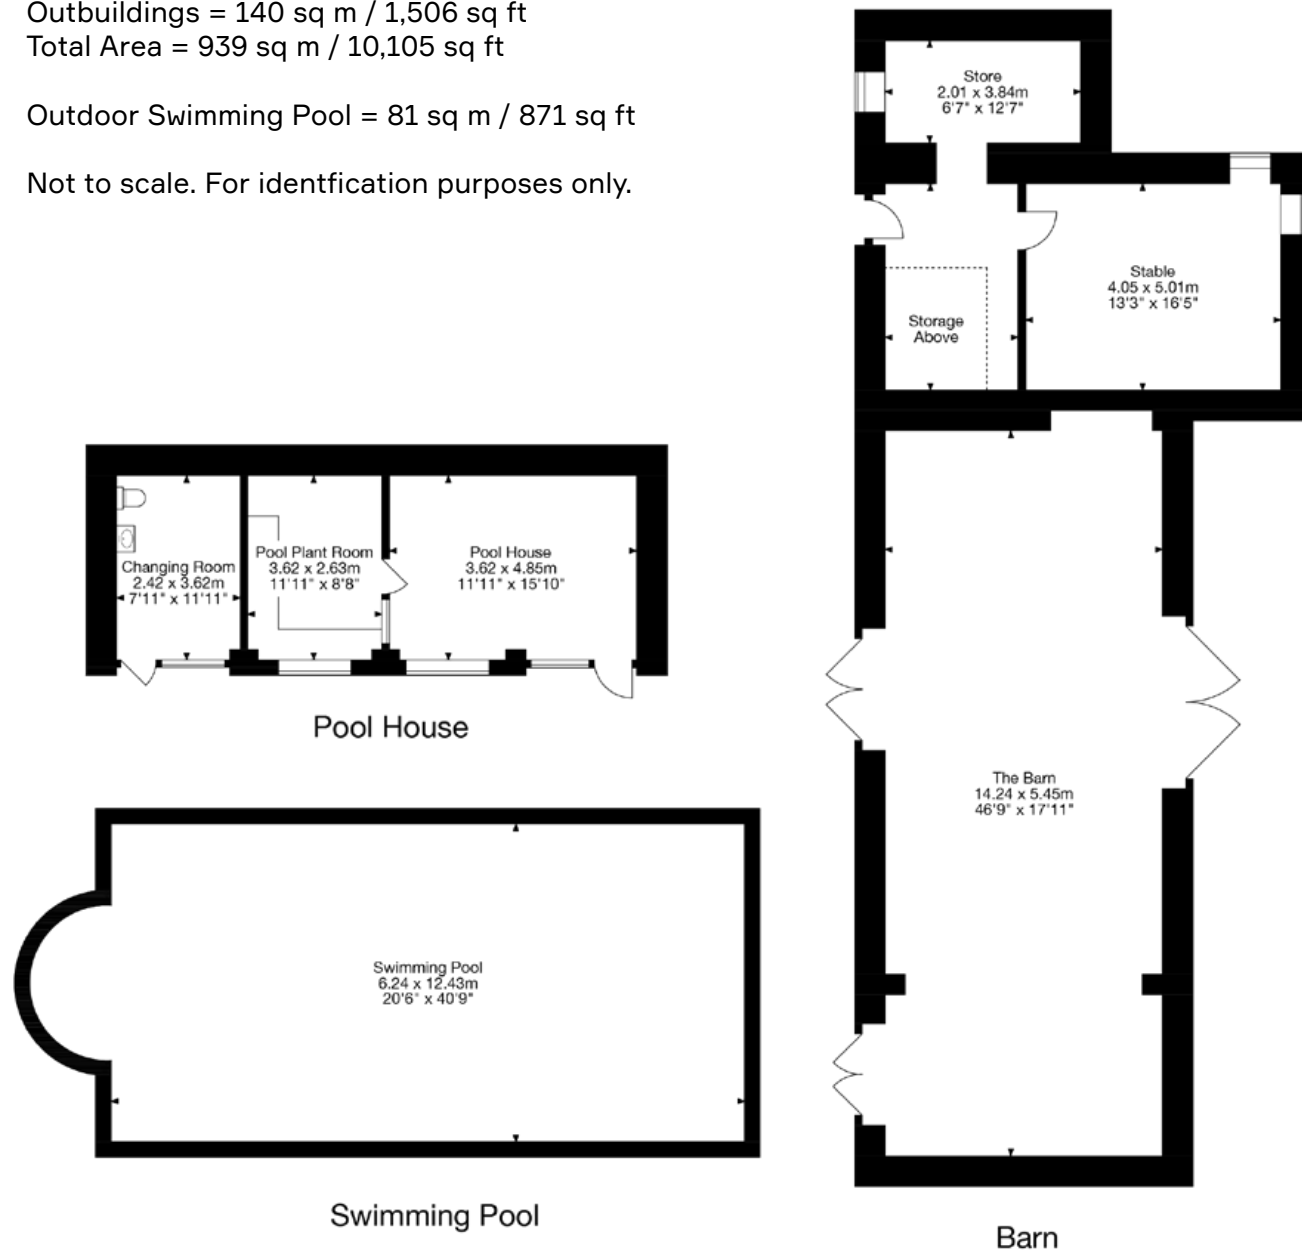 Outbuildings = 140 sq m / 1,506 sq ft
Total Area = 939 sq m / 10,105 sq ft
Outdoor Swimming Pool = 81 sq m / 871 sq ft
Not to scale. For identfication purposes only.
Store
2.01 x 3.84m
6'7" x 12'7"
Stable
4.05 x 5.01m
13'3" x 16'5"
Storage
Above
Changing Room
2.42 x 3.62m
7'11" x 11'11"
Pool Plant Room
3.62 x 2.63m
11'11" x 8'8"
Pool House
3.62 x 4.85m
11'11" x 15'10"
Pool House
The Barn
14.24 x 5.45m
46'9" x 17'11"
Swimming Pool
6.24 x 12.43m
20'6" x 40'9"
Swimming Pool
Barn